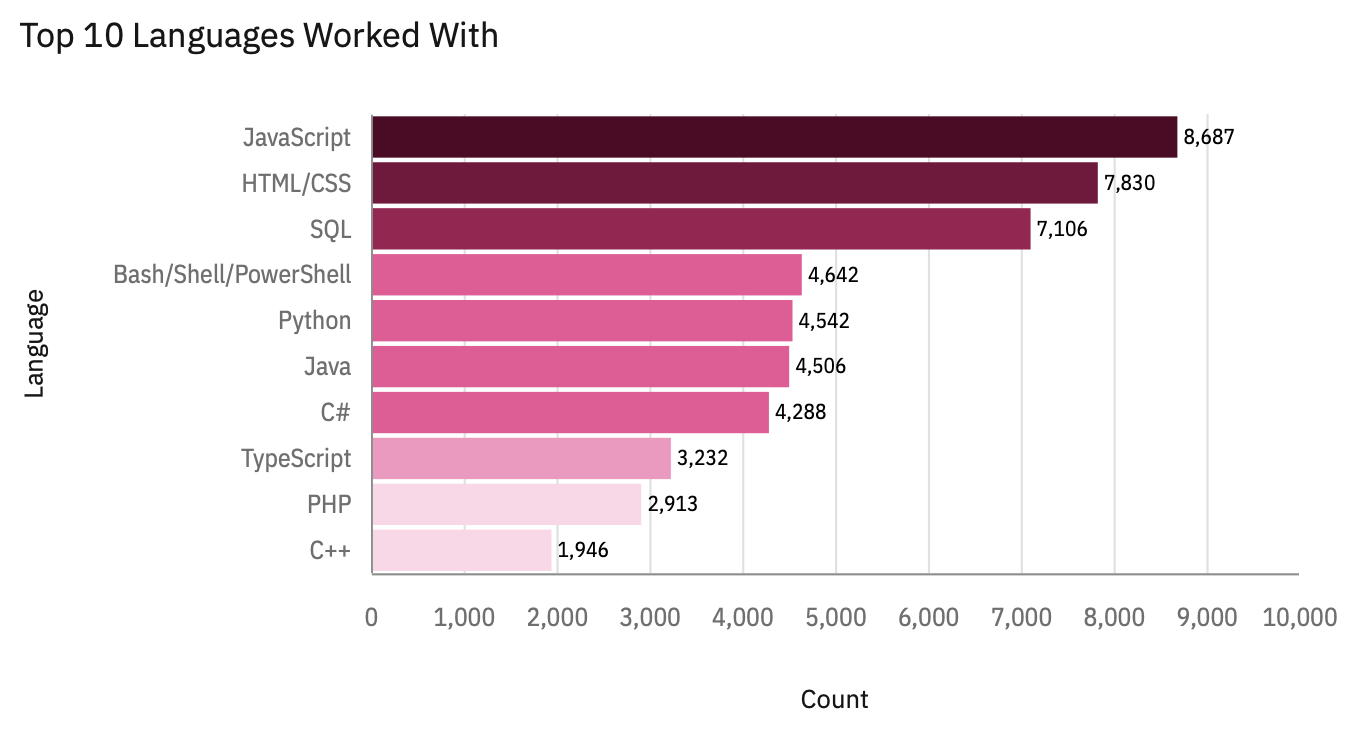 Top 10 Languages Worked With
Language
JavaScript 8,687
HTML/CSS 7,830
SQL 7,106
Bash/Shell/PowerShell 4,642
Python 4,542
Java 4,506
C# 4,288
TypeScript 3,232
PHP 2,913
C++ 1,946
0 1,000 2,000 3,000 4,000 5,000 6,000 7,000 8,000 9,000 10,000
Count